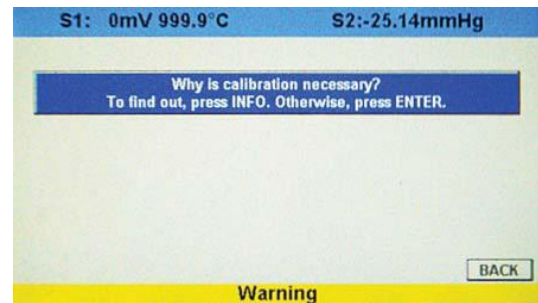 S1: 0mV 999.9°C S2:-25.14mmHg
Why is calibration necessary?
To find out, press INFO. Otherwise, press ENTER.
BACK
Warning